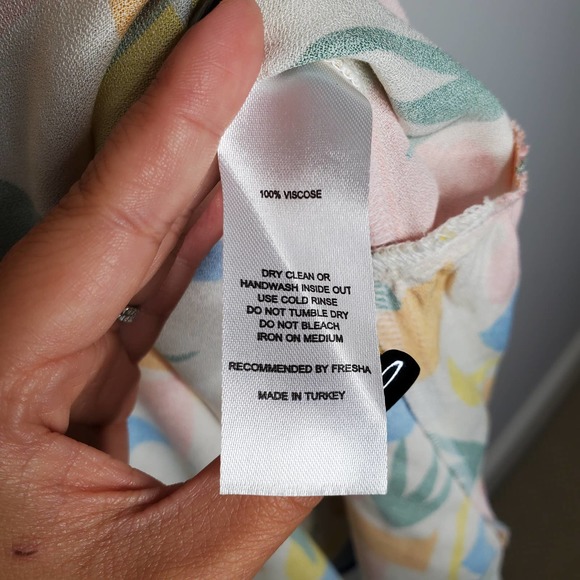 100% VISCOSE
DRY CLEAN OR
HANDWASH INSIDE OUT
USE COLD RINSE
DO NOT TUMBLE DRY
DO NOT BLEACH
IRON ON MEDIUM
RECOMMENDED BY FRESHA
MADE IN TURKEY